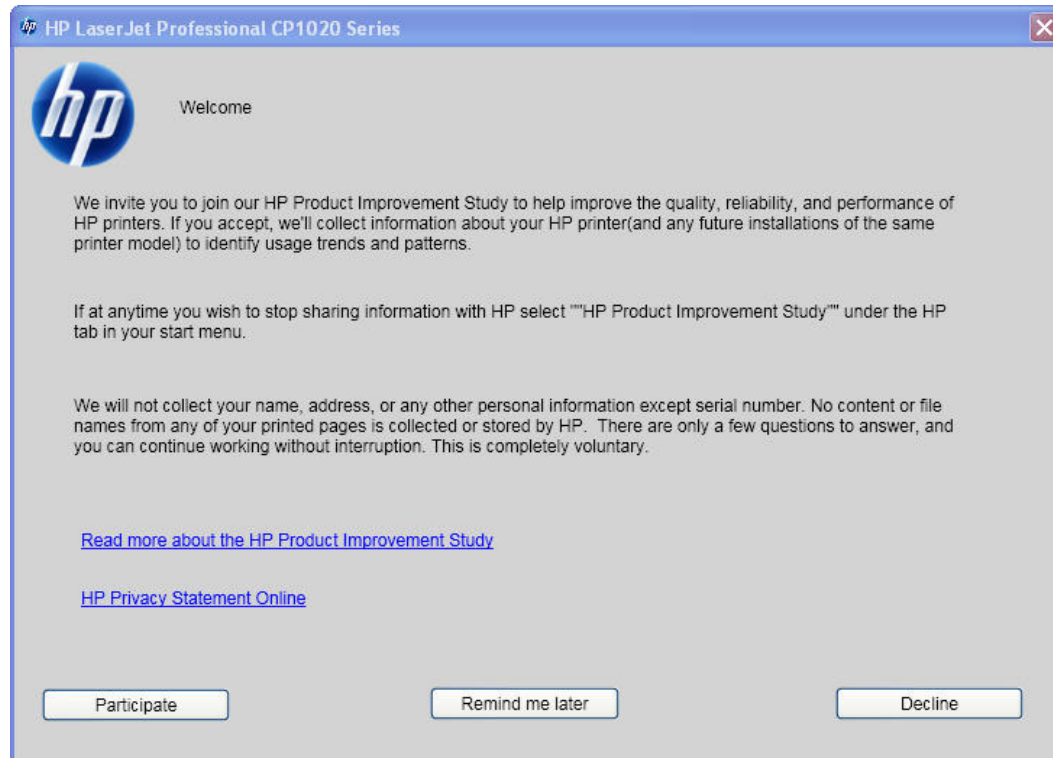 HP LaserJet Professional CP1020 Series
hp
Welcome
We invite you to join our HP Product Improvement Study to help improve the quality, reliability, and performance of
HP printers. If you accept, we'll collect information about your HP printer(and any future installations of the same
printer model) to identify usage trends and patterns.
If at anytime you wish to stop sharing information with HP select ""HP Product Improvement Study"" under the HP
tab in your start menu.
We will not collect your name, address, or any other personal information except serial number. No content or file
names from any of your printed pages is collected or stored by HP.  There are only a few questions to answer, and
you can continue working without interruption. This is completely voluntary.
Read more about the HP Product Improvement Study
HP Privacy Statement Online
Participate
Remind me later
Decline